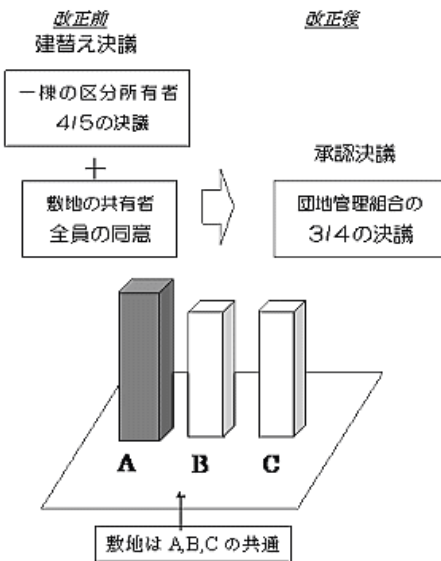 改正前
改正後
建替え決議
一棟の区分所有者
4/5の決議
+
敷地の共有者
全員の同意
承認決議
団地管理組合の
3/4の決議
A
B
C
敷地は A,B,C の共通